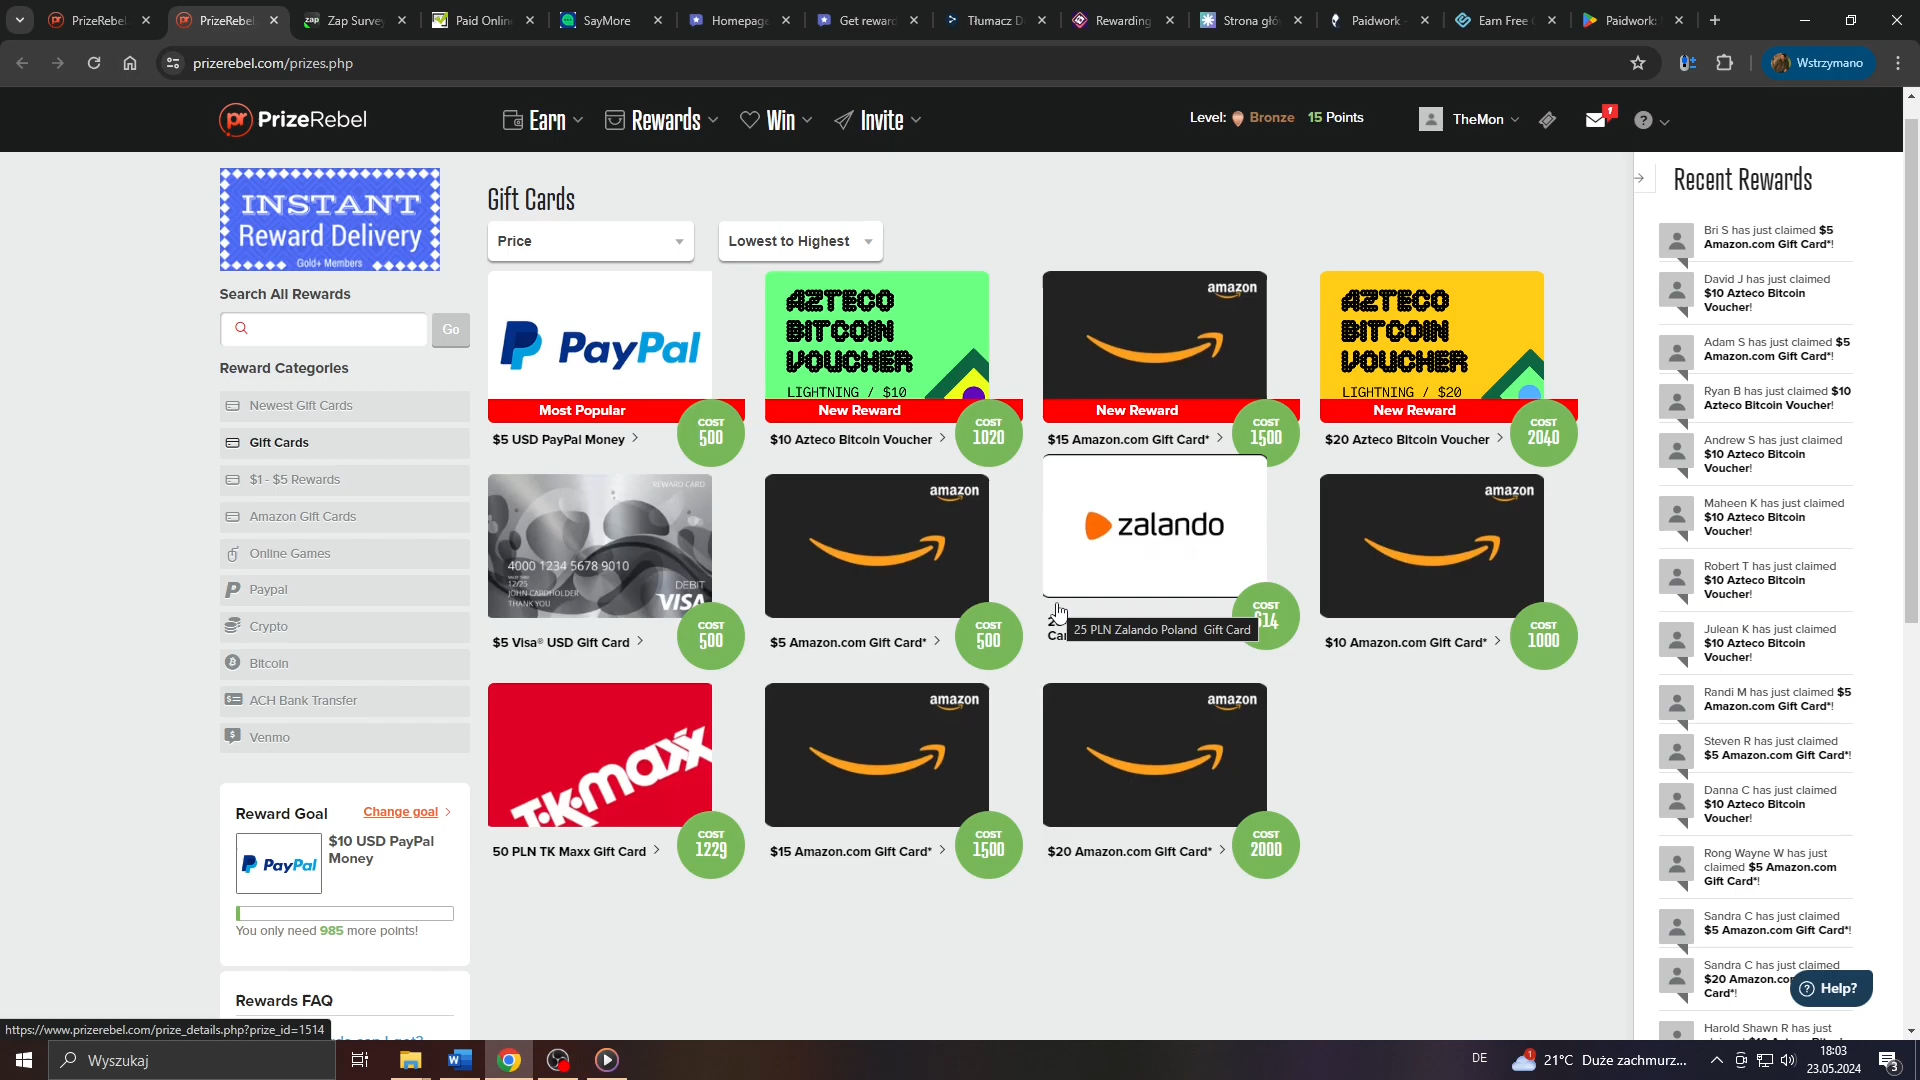 PrizeRebel
PrizeRebel
Zap Surve
Paid Onlin
SayMore
Homepage
Get rewar
Tłumacz D
Rewarding
Strona głó
Paidwork
Earn Free
Paidwork:
prizerebel.com/prizes.php
Wstrzymano
PrizeRebel
Earn
Rewards
Win
Invite
Level: Bronze 15 Points
TheMon
1
INSTANT
Reward Delivery
Gold+ Members
Search All Rewards
Go
Reward Categories
Newest Gift Cards
Gift Cards
$1 - $5 Rewards
Amazon Gift Cards
Online Games
Paypal
Crypto
Bitcoin
ACH Bank Transfer
Venmo
Reward Goal
Change goal
$10 USD PayPal
Money
PayPal
You only need 985 more points!
Rewards FAQ
Gift Cards
Price
Lowest to Highest
PayPal
Most Popular
COST
500
$5 USD PayPal Money
AZTECO
BITCOIN
VOUCHER
LIGHTNING / $10
New Reward
COST
1020
$10 Azteco Bitcoin Voucher
amazon
New Reward
COST
1500
$15 Amazon.com Gift Card*
AZTECO
BITCOIN
VOUCHER
LIGHTNING / $20
New Reward
COST
2040
$20 Azteco Bitcoin Voucher
REWARD CARD
4000 1234 5678 9010
12/25
JOHN CARDHOLDER
THANK YOU
DEBIT
VISA
COST
500
$5 Visa® USD Gift Card
amazon
COST
500
$5 Amazon.com Gift Card*
zalando
COST
614
25 PLN Zalando Poland Gift Card
amazon
COST
1000
$10 Amazon.com Gift Card*
T.K.maxx
COST
1229
50 PLN TK Maxx Gift Card
amazon
COST
1500
$15 Amazon.com Gift Card*
amazon
COST
2000
$20 Amazon.com Gift Card*
Recent Rewards
Bri S has just claimed $5
Amazon.com Gift Card*!
David J has just claimed
$10 Azteco Bitcoin
Voucher!
Adam S has just claimed $5
Amazon.com Gift Card*!
Ryan B has just claimed $10
Azteco Bitcoin Voucher!
Andrew S has just claimed
$10 Azteco Bitcoin
Voucher!
Maheen K has just claimed
$10 Azteco Bitcoin
Voucher!
Robert T has just claimed
$10 Azteco Bitcoin
Voucher!
Julean K has just claimed
$10 Azteco Bitcoin
Voucher!
Randi M has just claimed $5
Amazon.com Gift Card*!
Steven R has just claimed
$5 Amazon.com Gift Card*!
Danna C has just claimed
$10 Azteco Bitcoin
Voucher!
Rong Wayne W has just
claimed $5 Amazon.com
Gift Card*!
Sandra C has just claimed
$5 Amazon.com Gift Card*!
Sandra C has just claimed
$20 Amazon.co
Card*!
Harold Shawn R has just
Help?
https://www.prizerebel.com/prize_details.php?prize_id=1514
Wyszukaj
DE
1
21°C Duże zachmurz...
18:03
23.05.2024
3